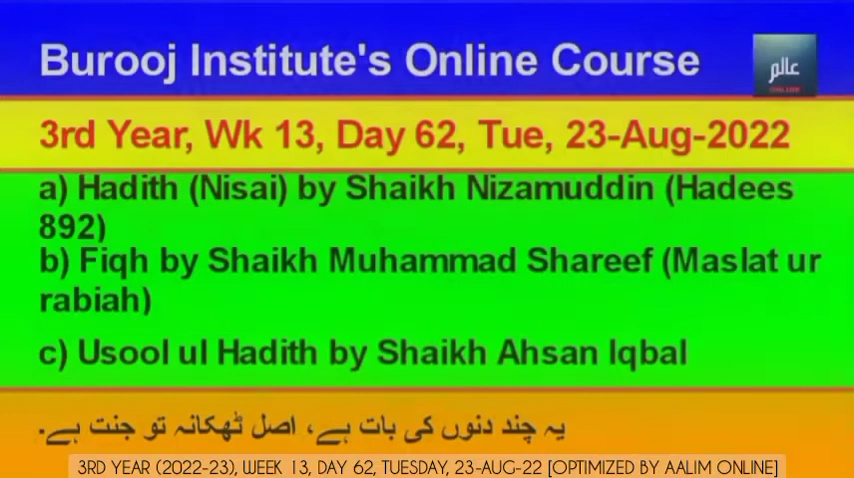 Burooj Institute's Online Course
عالم
ONLINE
3rd Year, Wk 13, Day 62, Tue, 23-Aug-2022
a) Hadith (Nisai) by Shaikh Nizamuddin (Hadees
892)
b) Fiqh by Shaikh Muhammad Shareef (Maslat ur
rabiah)
c) Usool ul Hadith by Shaikh Ahsan Iqbal
یہ چند دنوں کی بات ہے، اصل ٹھکانہ تو جنت ہے۔
3RD YEAR (2022-23), WEEK 13, DAY 62, TUESDAY, 23-AUG-22 [OPTIMIZED BY AALIM ONLINE]